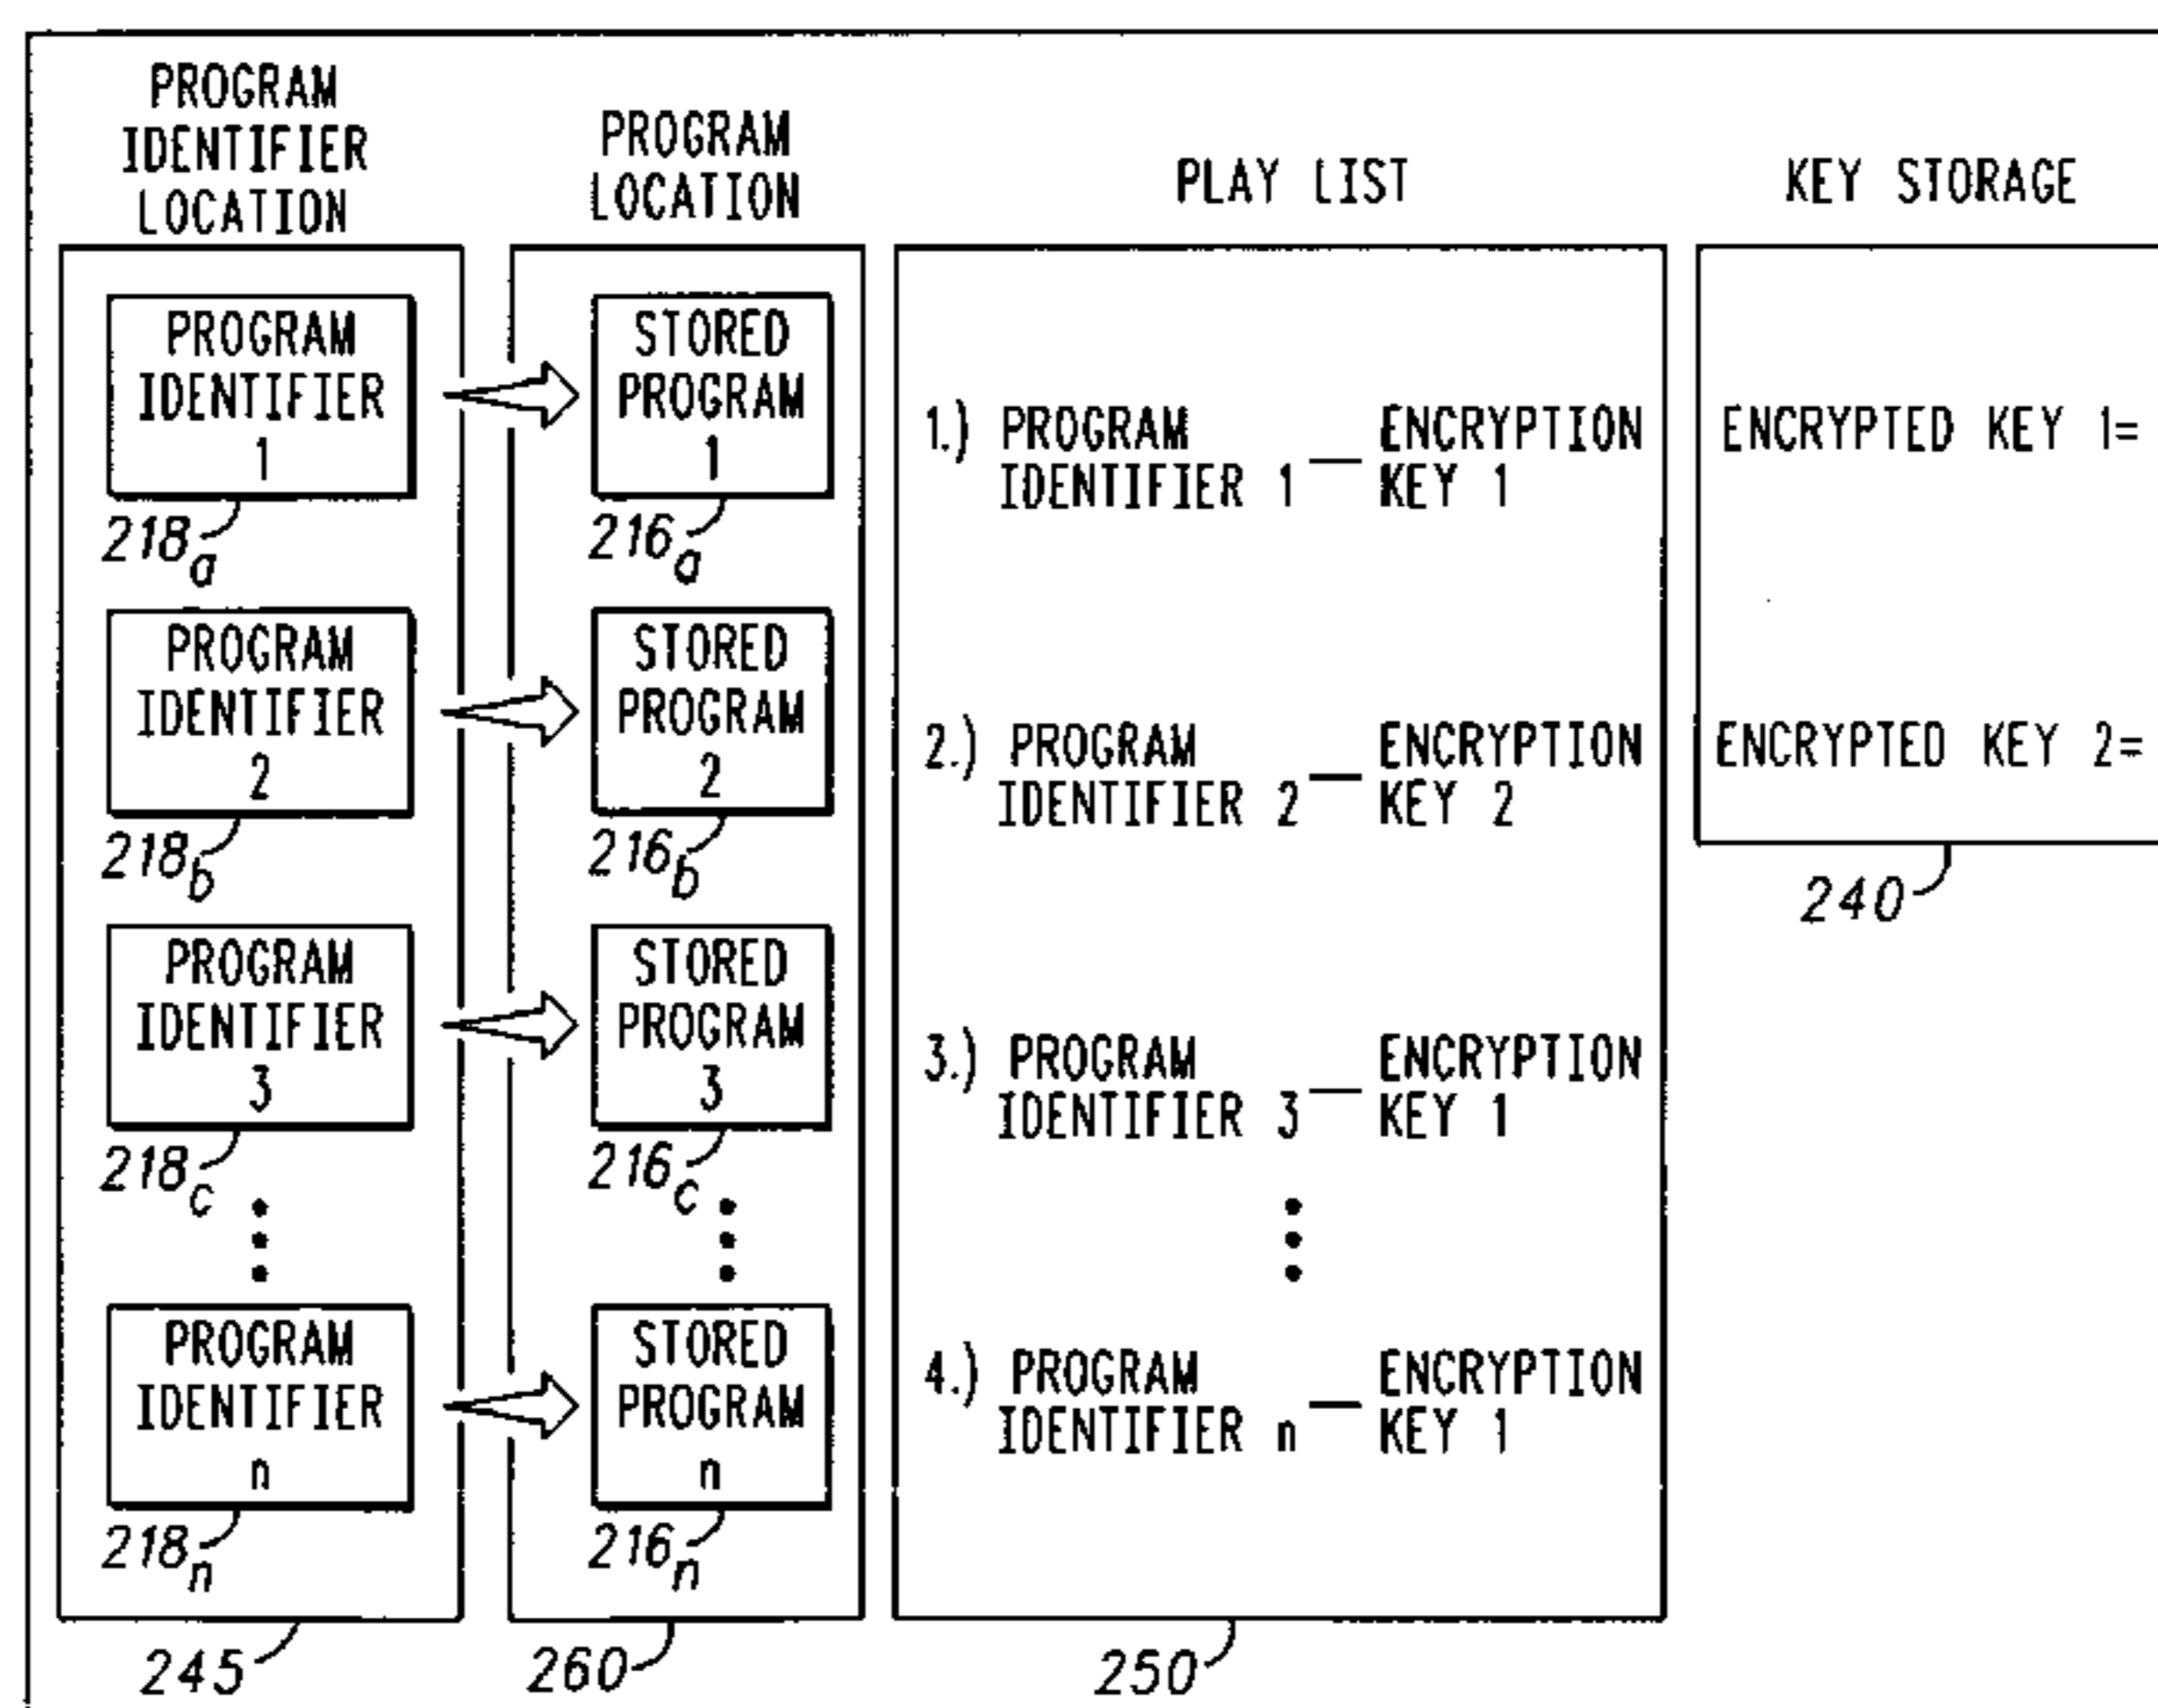 PROGRAM
IDENTIFIER
LOCATION
PROGRAM
IDENTIFIER
1
218a
PROGRAM
IDENTIFIER
2
218b
PROGRAM
IDENTIFIER
3
218c
PROGRAM
IDENTIFIER
n
218n
245
PROGRAM
LOCATION
STORED
PROGRAM
1
216a
STORED
PROGRAM
2
216b
STORED
PROGRAM
3
216c
STORED
PROGRAM
n
216n
260
PLAY LIST
1.) PROGRAM ENCRYPTION
IDENTIFIER 1 — KEY 1
2.) PROGRAM ENCRYPTION
IDENTIFIER 2 — KEY 2
3.) PROGRAM ENCRYPTION
IDENTIFIER 3 — KEY 1
4.) PROGRAM ENCRYPTION
IDENTIFIER n — KEY 1
250
KEY STORAGE
ENCRYPTED KEY 1=
ENCRYPTED KEY 2=
240